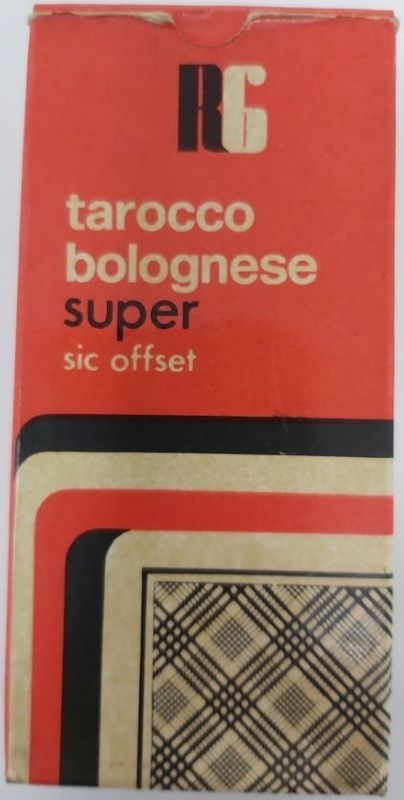 RG
tarocco
bolognese
super
sic offset